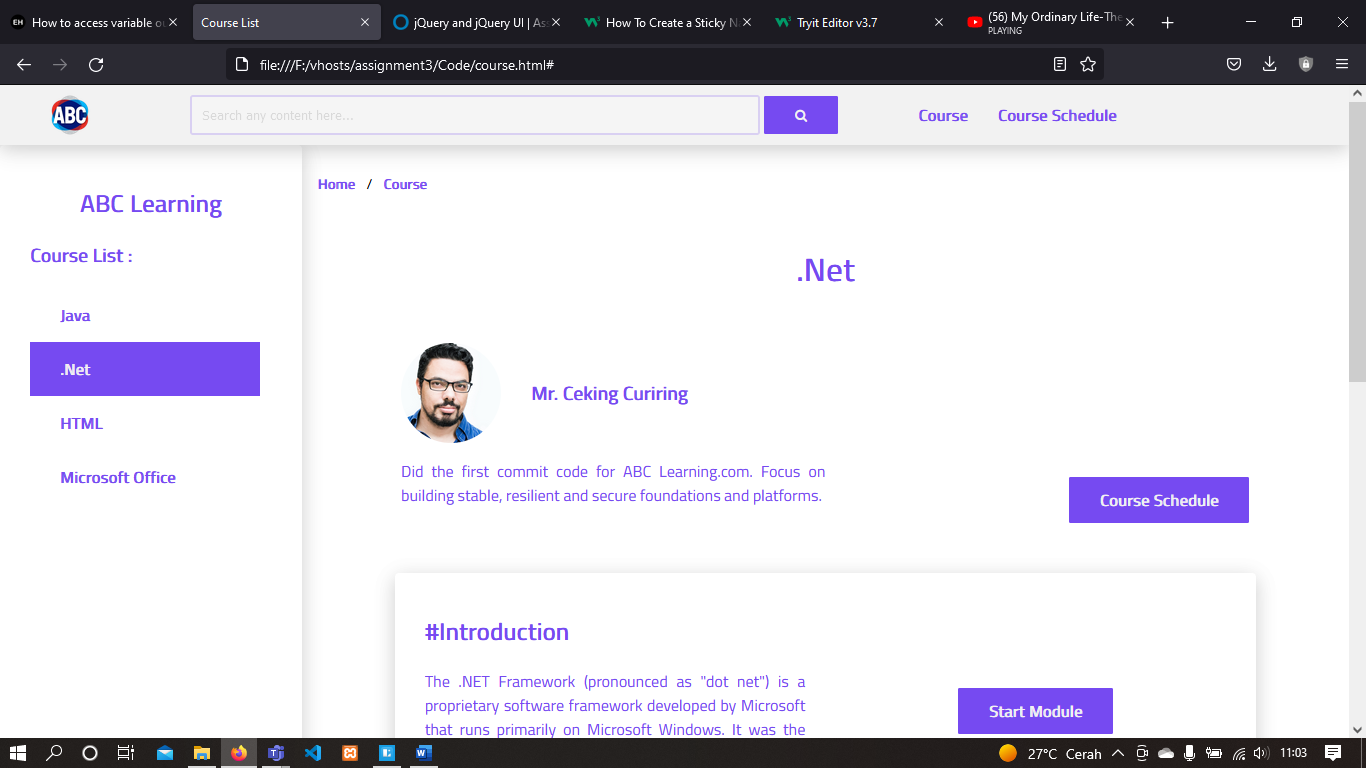 How to access variable ou
Course List
jQuery and jQuery UI | Ass
How To Create a Sticky Na
Tryit Editor v3.7
(56) My Ordinary Life-The
PLAYING
file:///F:/vhosts/assignment3/Code/course.html#
ABC
Search any content here...
Course
Course Schedule
ABC Learning
Course List :
Java
.Net
HTML
Microsoft Office
Home / Course
.Net
Mr. Ceking Curiring
Did the first commit code for ABC Learning.com. Focus on
building stable, resilient and secure foundations and platforms.
Course Schedule
#Introduction
The .NET Framework (pronounced as "dot net") is a
proprietary software framework developed by Microsoft
that runs primarily on Microsoft Windows. It was the
Start Module
27°C Cerah
11:03